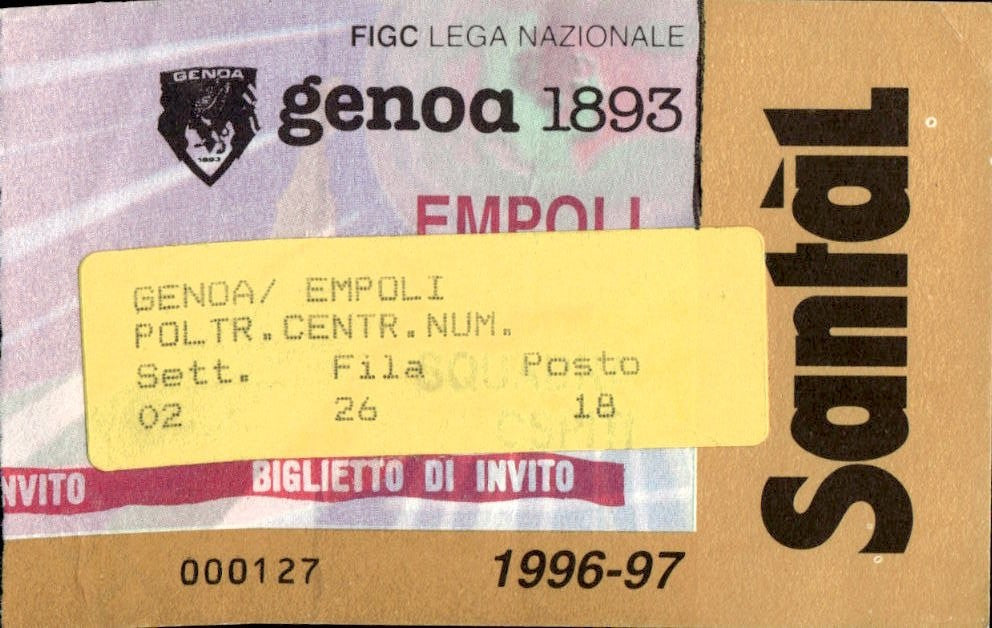 FIGC LEGA NAZIONALE
GENOA
1893
genoa 1893
EMPOLI
GENOA/ EMPOLI
POLTR.CENTR.NUM.
Sett. Fila Posto
02 26 18
NVITO BIGLIETTO DI INVITO
000127 1996-97
Santàl